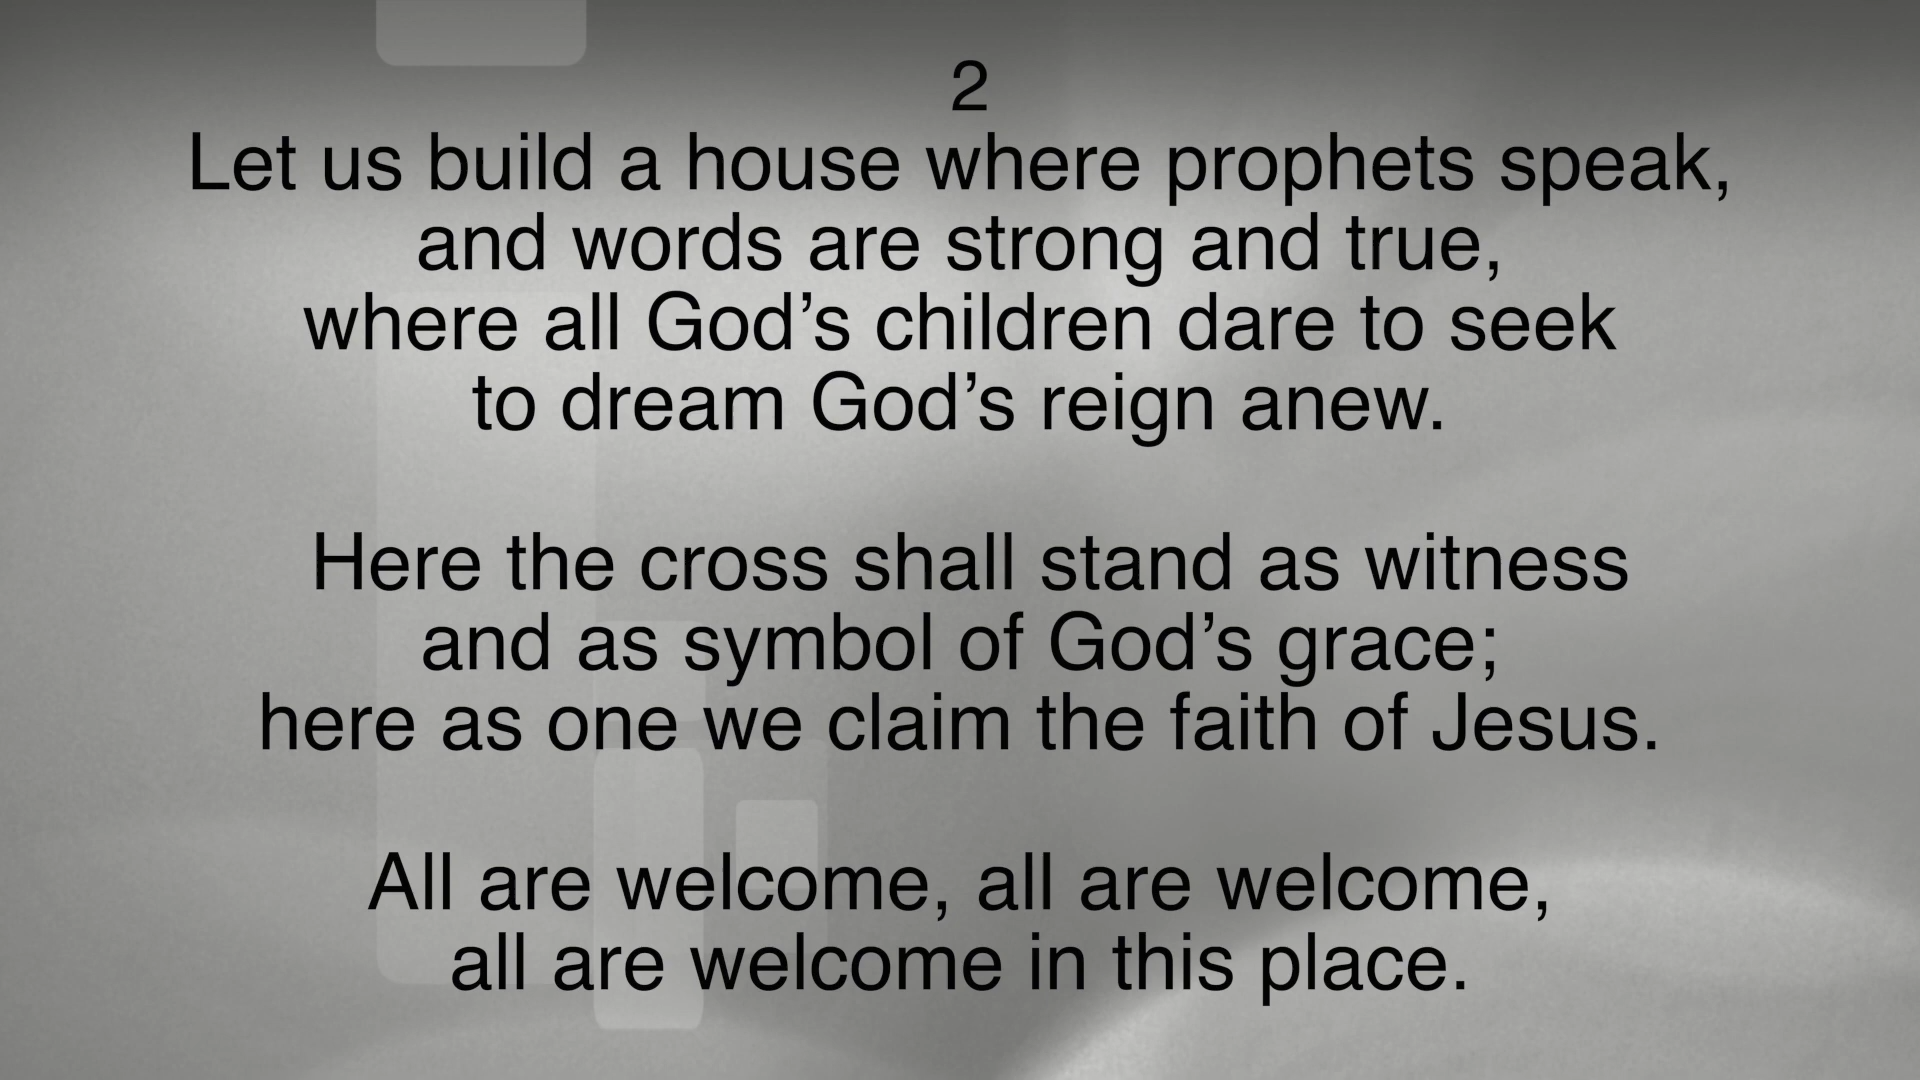 2
Let us build a house where prophets speak,
and words are strong and true,
where all God’s children dare to seek
to dream God’s reign anew.
Here the cross shall stand as witness
and as symbol of God’s grace;
here as one we claim the faith of Jesus.
All are welcome, all are welcome,
all are welcome in this place.